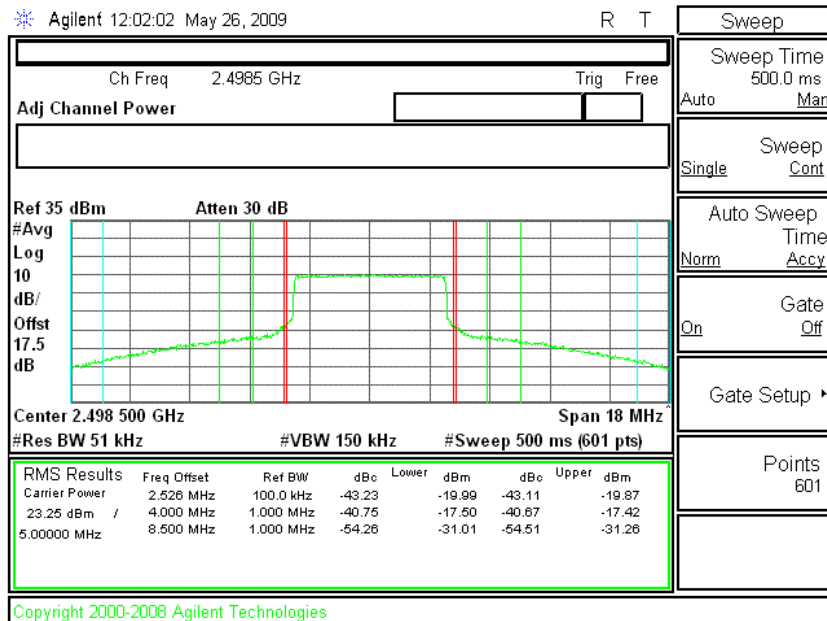 Agilent 12:02:02 May 26, 2009 R T
Sweep
Ch Freq 2.4985 GHz Trig Free
Adj Channel Power
Sweep Time
500.0 ms
Auto Man
Sweep
Single Cont
Auto Sweep
Time
Norm Accy
Gate
On Off
Gate Setup
Points
601
Ref 35 dBm Atten 30 dB
#Avg
Log
10
dB/
Offst
17.5
dB
Center 2.498 500 GHz Span 18 MHz^
#Res BW 51 kHz #VBW 150 kHz #Sweep 500 ms (601 pts)
RMS Results Freq Offset Ref BW dBc Lower dBm dBc Upper dBm
Carrier Power 2.526 MHz 100.0 kHz -43.23 -19.99 -43.11 -19.87
23.25 dBm / 4.000 MHz 1.000 MHz -40.75 -17.50 -40.67 -17.42
5.00000 MHz 8.500 MHz 1.000 MHz -54.26 -31.01 -54.51 -31.26
Copyright 2000-2008 Agilent Technologies